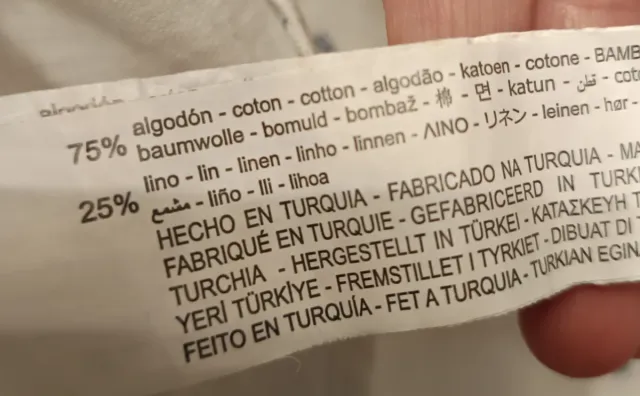 75% algodón - coton - cotton - algodão - katoen - cotone - BAMB
baumwolle - bomuld - bombaž - 棉 - 면 - katun - قطن - cot
25% lino - lin - linen - linho - linnen - ΛΙΝΟ - リネン - leinen - hør -
مشمع - liño - lli - lihoa
HECHO EN TURQUIA - FABRICADO NA TURQUIA - MA
FABRIQUÉ EN TURQUIE - GEFABRICEERD IN TURKI
TURCHIA - HERGESTELLT IN TÜRKEI - ΚΑΤΑΣΚΕΥΗ Τ
YERİ TÜRKİYE - FREMSTILLET I TYRKIET - DIBUAT DI T
FEITO EN TURQUÍA - FET A TURQUIA - TURKIAN EGIN